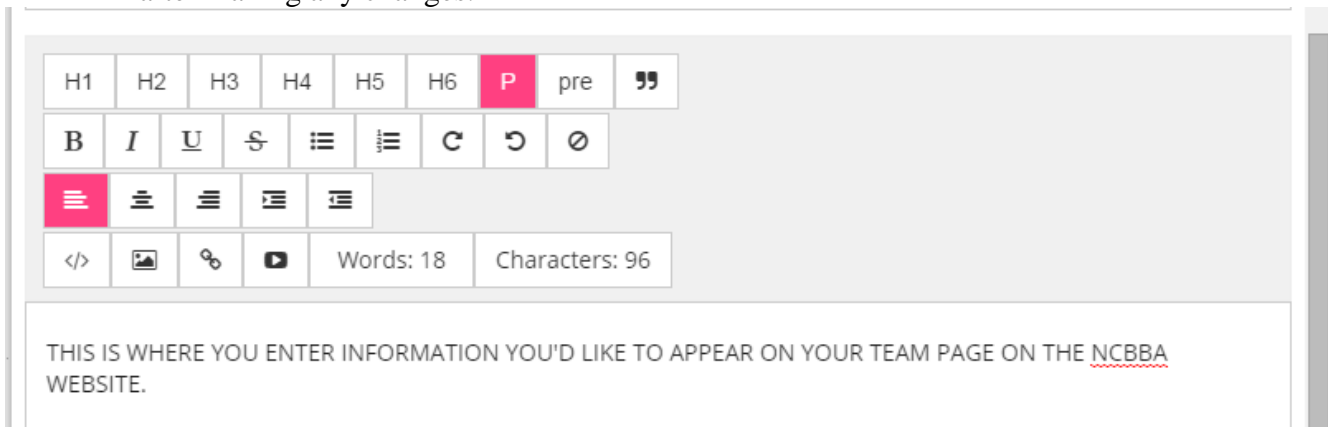 H1 H2 H3 H4 H5 H6 P pre
B I U S
Words: 18 Characters: 96
THIS IS WHERE YOU ENTER INFORMATION YOU'D LIKE TO APPEAR ON YOUR TEAM PAGE ON THE NCBBA
WEBSITE.